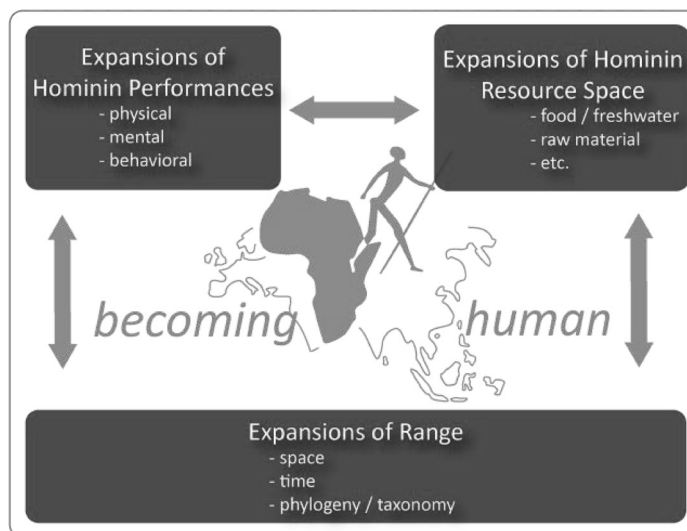 Expansions of
Hominin Performances
- physical
- mental
- behavioral
Expansions of Hominin
Resource Space
- food / freshwater
- raw material
- etc.
becoming
human
Expansions of Range
- space
- time
- phylogeny / taxonomy